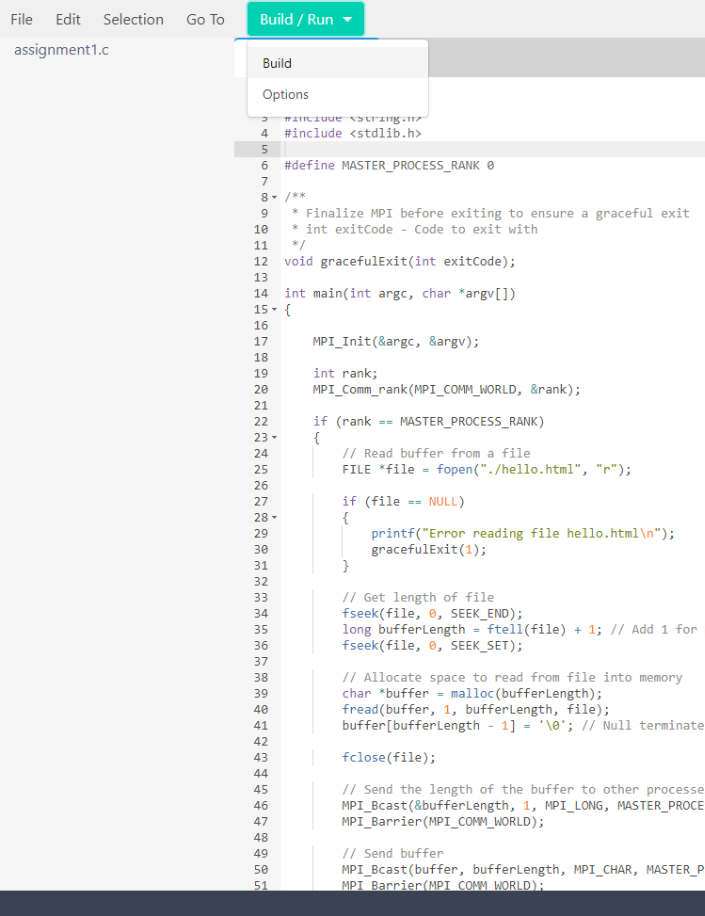 File Edit Selection Go To Build / Run
assignment1.c
Build
Options
3 #include <string.h>
4 #include <stdlib.h>
5
6 #define MASTER_PROCESS_RANK 0
7
8 /**
9  * Finalize MPI before exiting to ensure a graceful exit
10  * int exitCode - Code to exit with
11  */
12 void gracefulExit(int exitCode);
13
14 int main(int argc, char *argv[])
15 {
16
17     MPI_Init(&argc, &argv);
18
19     int rank;
20     MPI_Comm_rank(MPI_COMM_WORLD, &rank);
21
22     if (rank == MASTER_PROCESS_RANK)
23     {
24         // Read buffer from a file
25         FILE *file = fopen("./hello.html", "r");
26
27         if (file == NULL)
28         {
29             printf("Error reading file hello.html\n");
30             gracefulExit(1);
31         }
32
33         // Get length of file
34         fseek(file, 0, SEEK_END);
35         long bufferLength = ftell(file) + 1; // Add 1 for
36         fseek(file, 0, SEEK_SET);
37
38         // Allocate space to read from file into memory
39         char *buffer = malloc(bufferLength);
40         fread(buffer, 1, bufferLength, file);
41         buffer[bufferLength - 1] = '\0'; // Null terminate
42
43         fclose(file);
44
45         // Send the length of the buffer to other processe
46         MPI_Bcast(&bufferLength, 1, MPI_LONG, MASTER_PROCE
47         MPI_Barrier(MPI_COMM_WORLD);
48
49         // Send buffer
50         MPI_Bcast(buffer, bufferLength, MPI_CHAR, MASTER_P
51         MPI_Barrier(MPI_COMM_WORLD);